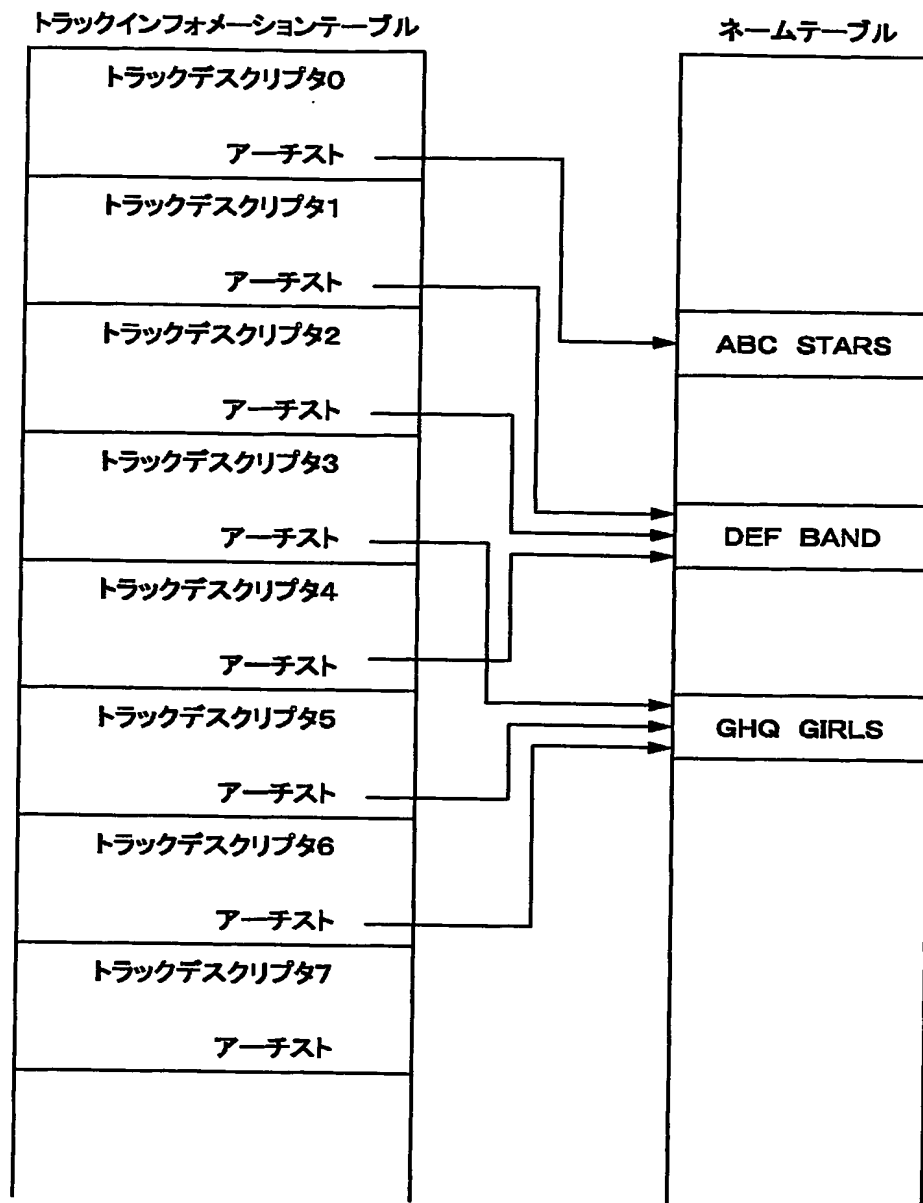 トラックインフォメーションテーブル
トラックデスクリプタ0
アーチスト
トラックデスクリプタ1
アーチスト
トラックデスクリプタ2
アーチスト
トラックデスクリプタ3
アーチスト
トラックデスクリプタ4
アーチスト
トラックデスクリプタ5
アーチスト
トラックデスクリプタ6
アーチスト
トラックデスクリプタ7
アーチスト
ネームテーブル
ABC STARS
DEF BAND
GHQ GIRLS